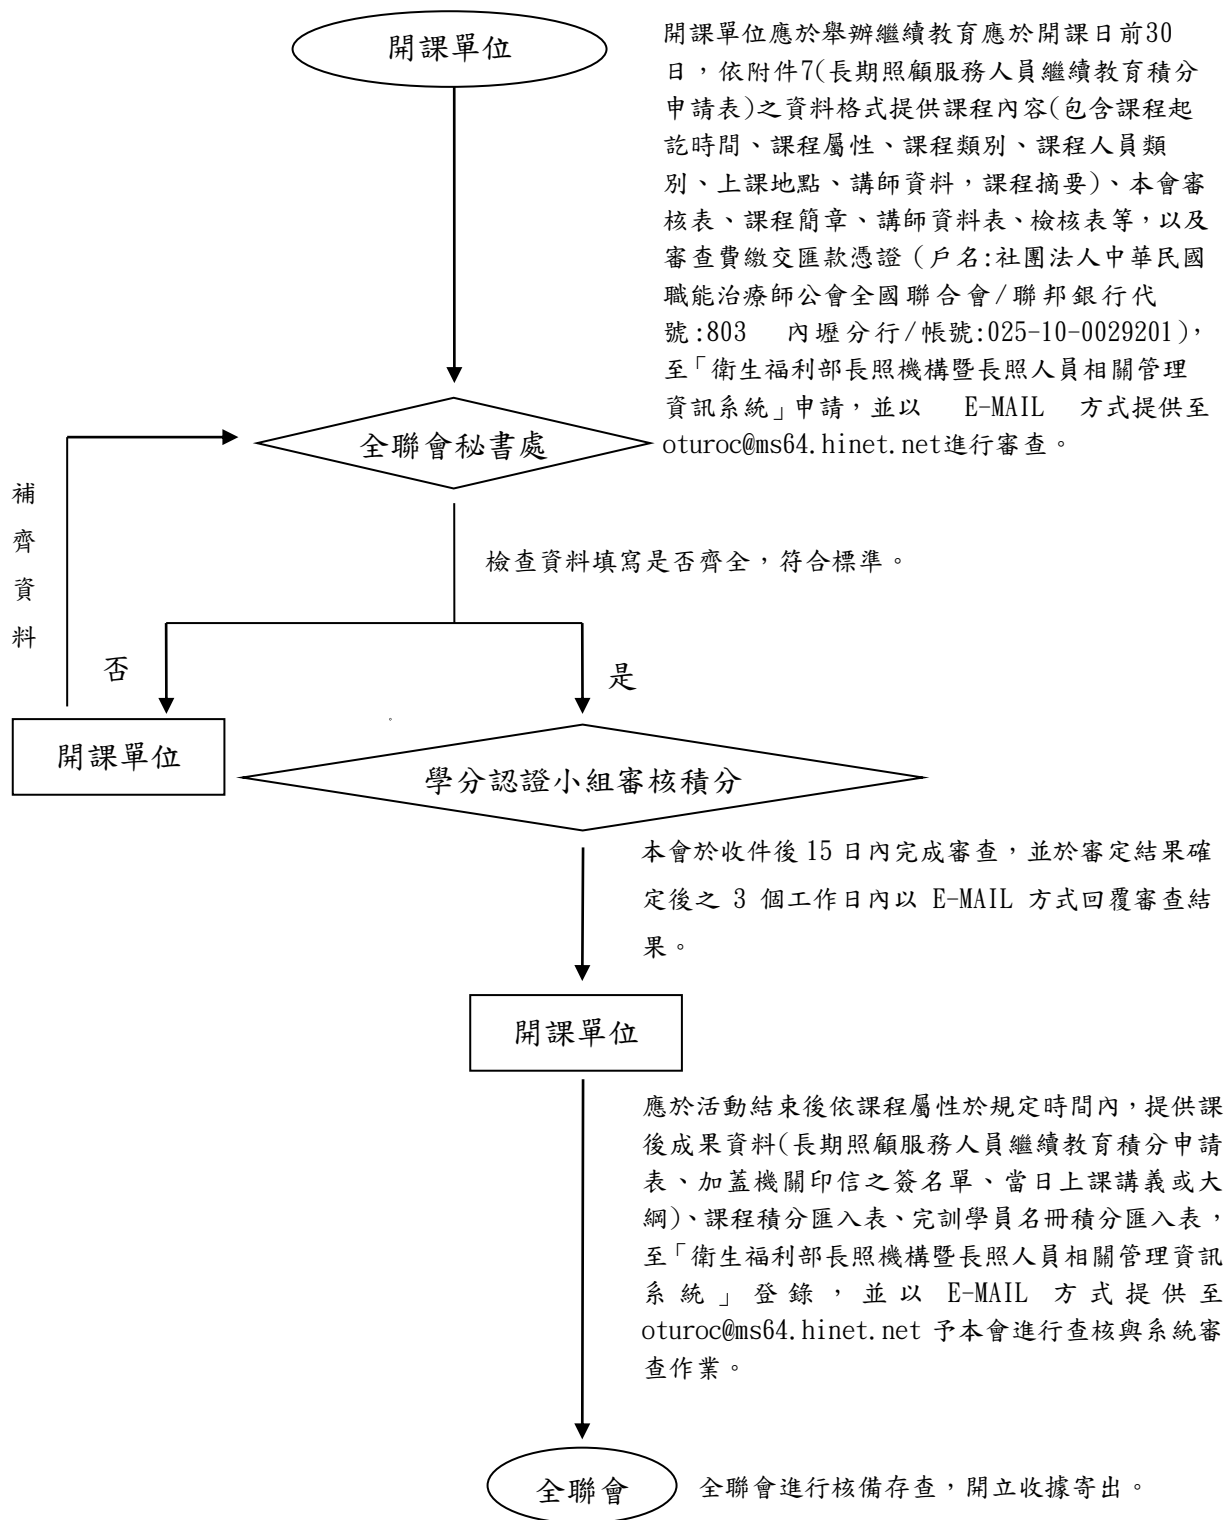 開課單位
開課單位應於舉辦繼續教育應於開課日前30
日，依附件7(長期照顧服務人員繼續教育積分
申請表)之資料格式提供課程內容(包含課程起
訖時間、課程屬性、課程類別、課程人員類
別、上課地點、講師資料，課程摘要)、本會審
核表、課程簡章、講師資料表、檢核表等，以及
審查費繳交匯款憑證（戶名:社團法人中華民國
職能治療師公會全國聯合會/聯邦銀行代
號:803 內壢分行/帳號:025-10-0029201)，
至「衛生福利部長照機構暨長照人員相關管理
資訊系統」申請，並以 E-MAIL 方式提供至
oturoc@ms64.hinet.net進行審查。
全聯會秘書處
補
齊
資
料
檢查資料填寫是否齊全，符合標準。
否
是
開課單位
學分認證小組審核積分
本會於收件後 15 日內完成審查，並於審定結果確
定後之 3 個工作日內以 E-MAIL 方式回覆審查結
果。
開課單位
應於活動結束後依課程屬性於規定時間內，提供課
後成果資料(長期照顧服務人員繼續教育積分申請
表、加蓋機關印信之簽名單、當日上課講義或大
綱)、課程積分匯入表、完訓學員名冊積分匯入表，
至「衛生福利部長照機構暨長照人員相關管理資訊
系統」登錄，並以 E-MAIL 方式提供至
oturoc@ms64.hinet.net 予本會進行查核與系統審
查作業。
全聯會
全聯會進行核備存查，開立收據寄出。